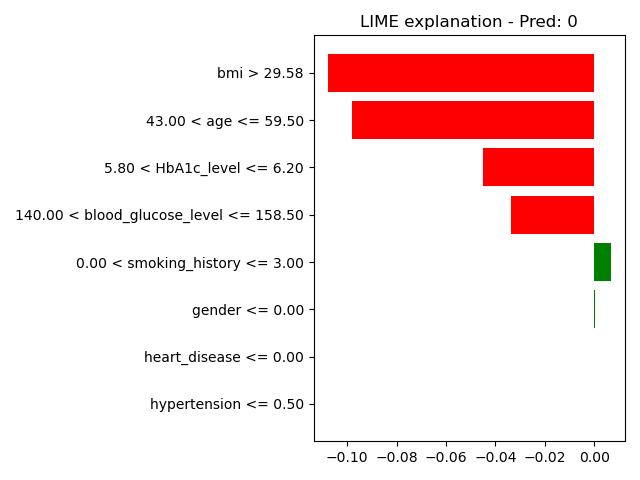 LIME explanation - Pred: 0
bmi > 29.58
43.00 < age <= 59.50
5.80 < HbA1c_level <= 6.20
140.00 < blood_glucose_level <= 158.50
0.00 < smoking_history <= 3.00
gender <= 0.00
heart_disease <= 0.00
hypertension <= 0.50
−0.10 −0.08 −0.06 −0.04 −0.02 0.00